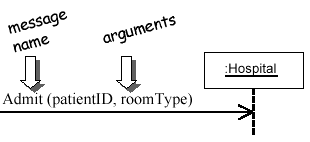 message
name
arguments
:Hospital
Admit (patientID, roomType)